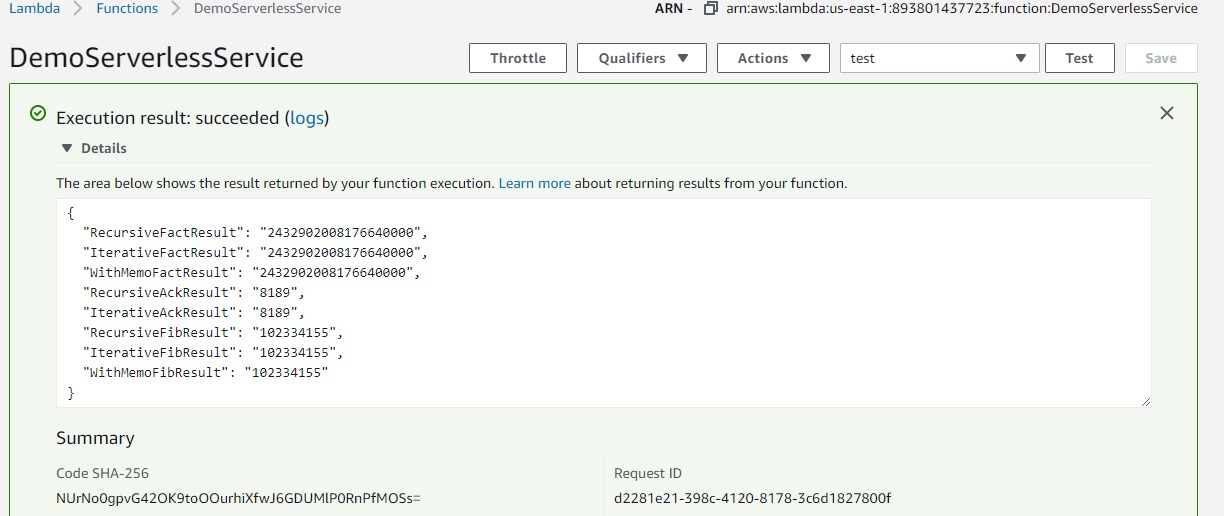 Lambda > Functions > DemoServerlessService ARN - arn:aws:lambda:us-east-1:893801437723:function:DemoServerlessService
DemoServerlessService Throttle Qualifiers Actions test Test Save
Execution result: succeeded (logs)
Details
The area below shows the result returned by your function execution. Learn more about returning results from your function.
{
"RecursiveFactResult": "2432902008176640000",
"IterativeFactResult": "2432902008176640000",
"WithMemoFactResult": "2432902008176640000",
"RecursiveAckResult": "8189",
"IterativeAckResult": "8189",
"RecursiveFibResult": "102334155",
"IterativeFibResult": "102334155",
"WithMemoFibResult": "102334155"
}
Summary
Code SHA-256 Request ID
NUrNo0gpvG42OK9toOOurhiXfwJ6GDUMlP0RnPfMOSs= d2281e21-398c-4120-8178-3c6d1827800f